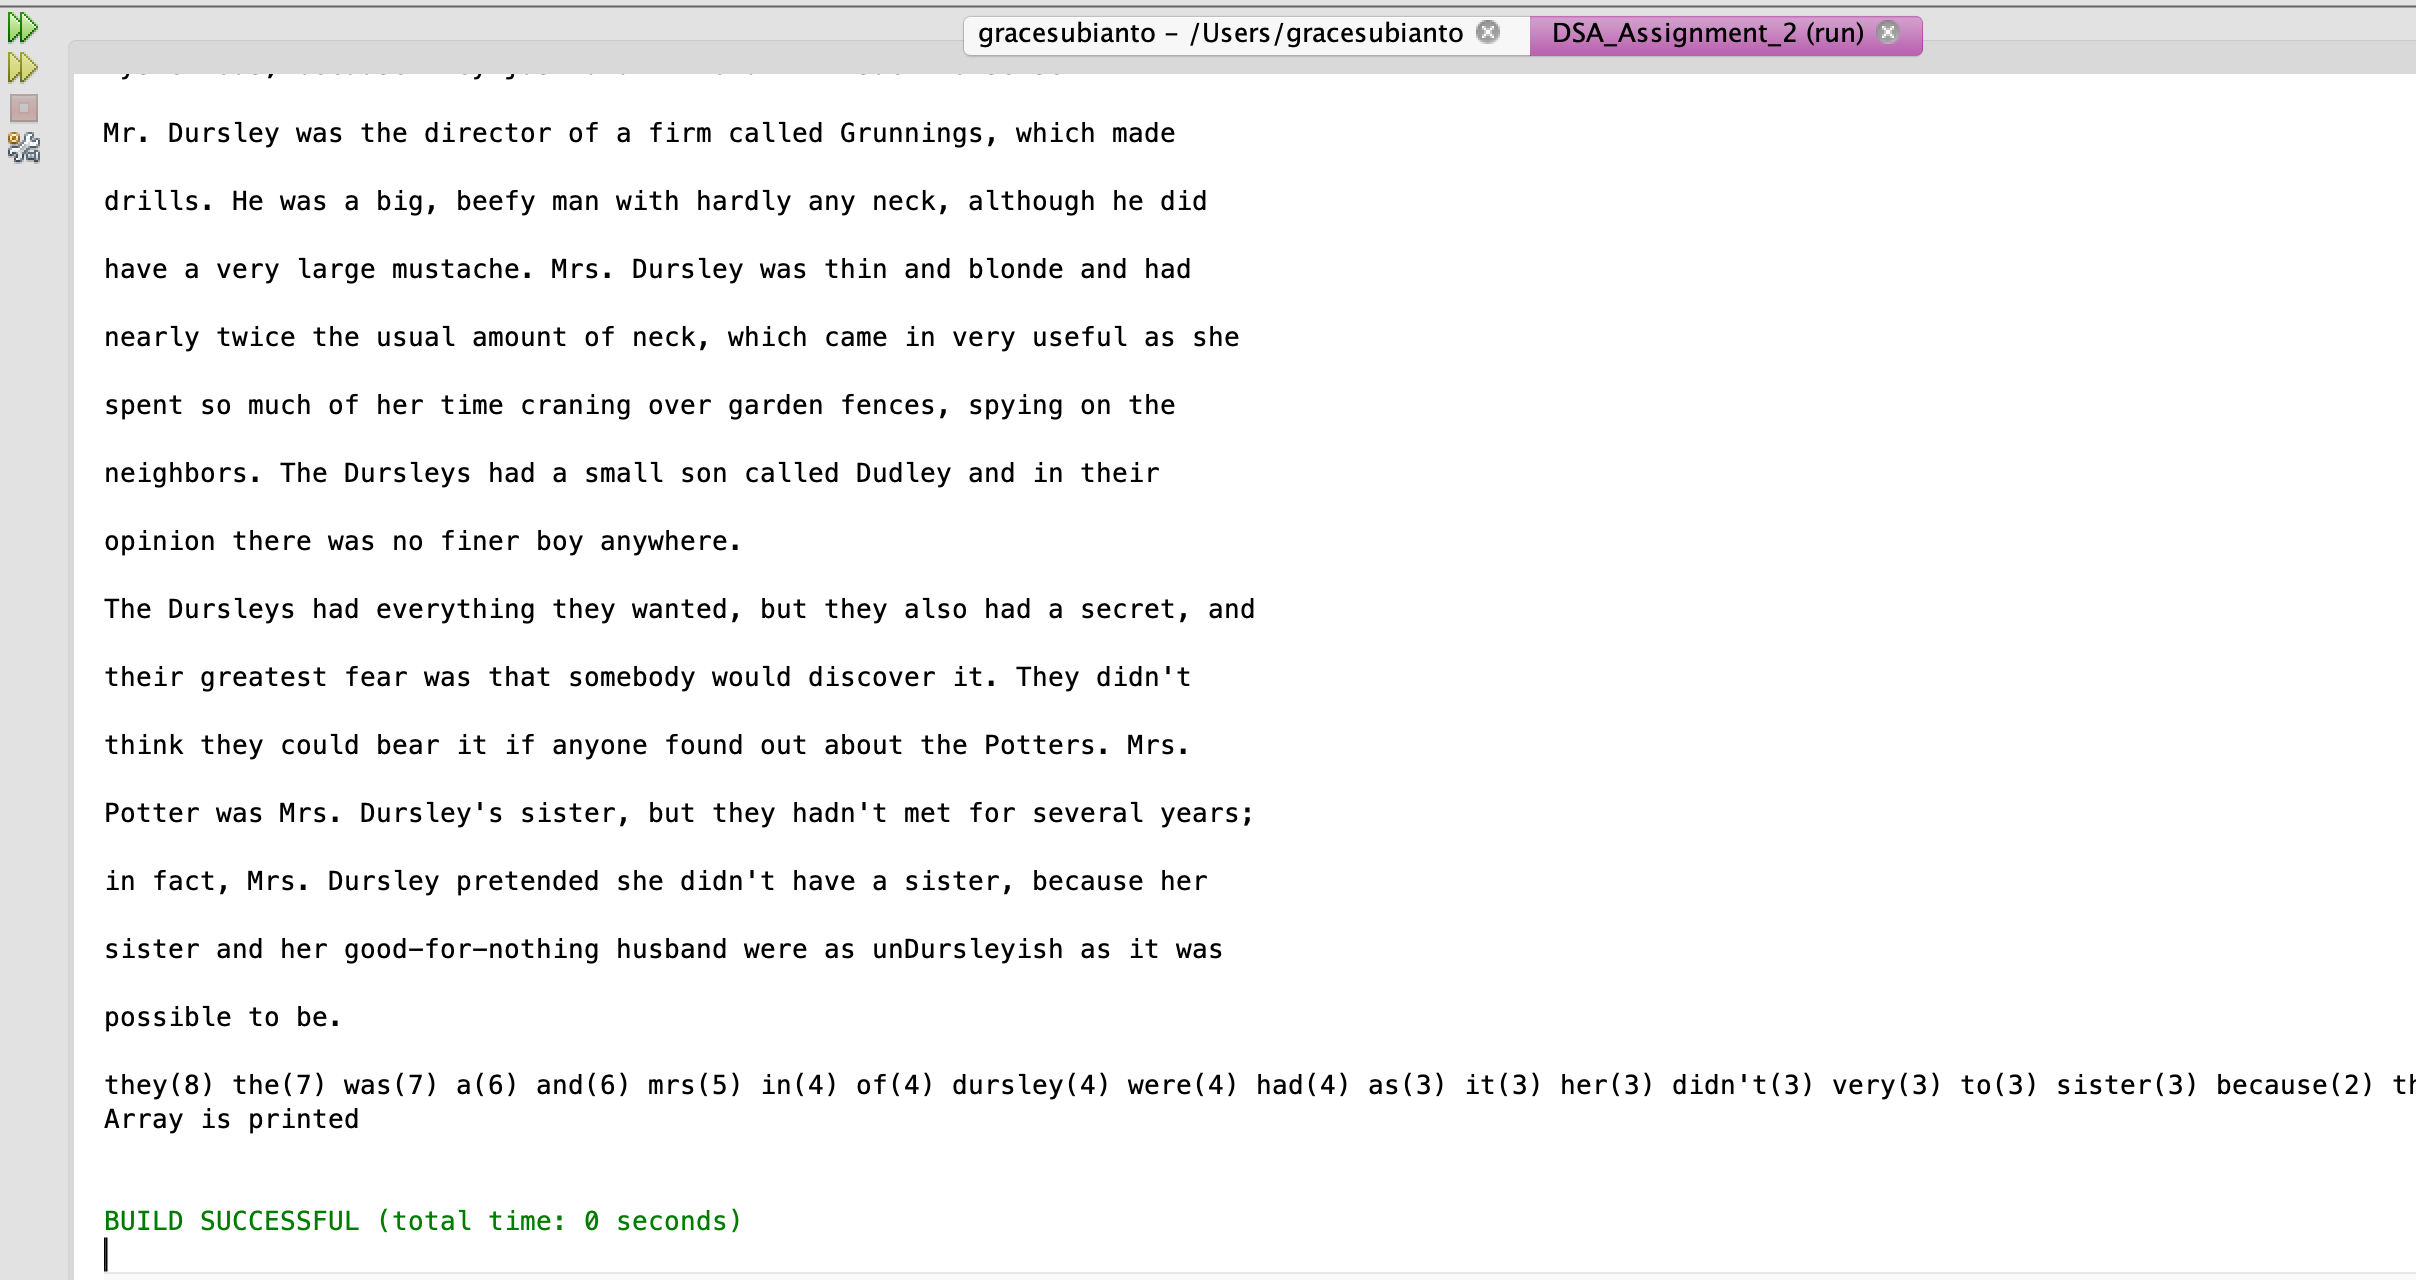 gracesubianto - /Users/gracesubianto
DSA_Assignment_2 (run)
Mr. Dursley was the director of a firm called Grunnings, which made
drills. He was a big, beefy man with hardly any neck, although he did
have a very large mustache. Mrs. Dursley was thin and blonde and had
nearly twice the usual amount of neck, which came in very useful as she
spent so much of her time craning over garden fences, spying on the
neighbors. The Dursleys had a small son called Dudley and in their
opinion there was no finer boy anywhere.
The Dursleys had everything they wanted, but they also had a secret, and
their greatest fear was that somebody would discover it. They didn't
think they could bear it if anyone found out about the Potters. Mrs.
Potter was Mrs. Dursley's sister, but they hadn't met for several years;
in fact, Mrs. Dursley pretended she didn't have a sister, because her
sister and her good-for-nothing husband were as unDursleyish as it was
possible to be.
they(8) the(7) was(7) a(6) and(6) mrs(5) in(4) of(4) dursley(4) were(4) had(4) as(3) it(3) her(3) didn't(3) very(3) to(3) sister(3) because(2)
Array is printed
BUILD SUCCESSFUL (total time: 0 seconds)